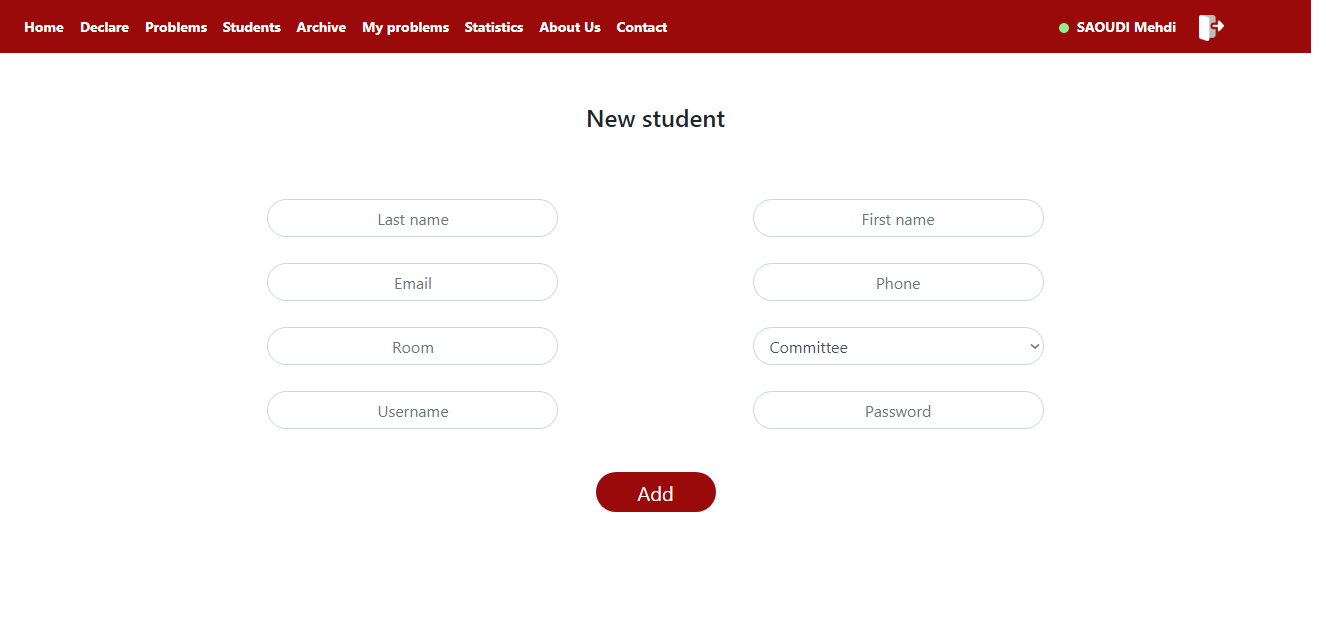 Home Declare Problems Students Archive My problems Statistics About Us Contact SAOUDI Mehdi
New student
Last name First name
Email Phone
Room Committee
Username Password
Add